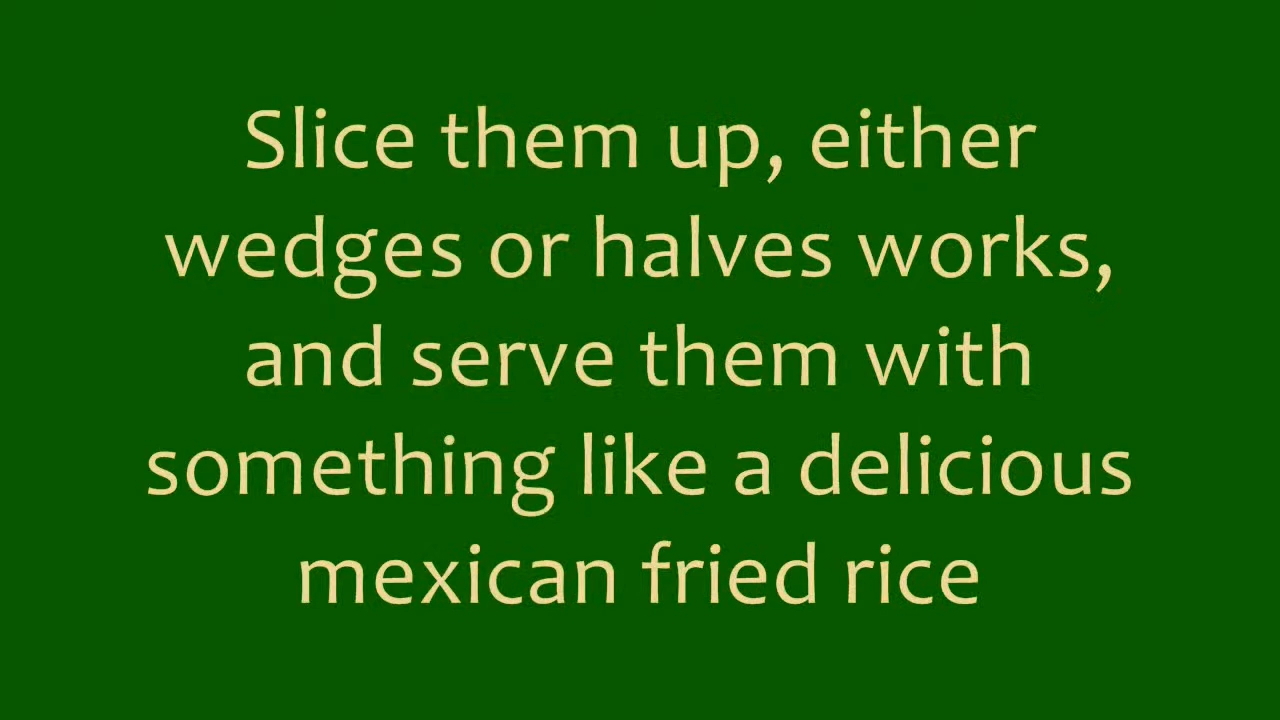 Slice them up, either
wedges or halves works,
and serve them with
something like a delicious
mexican fried rice